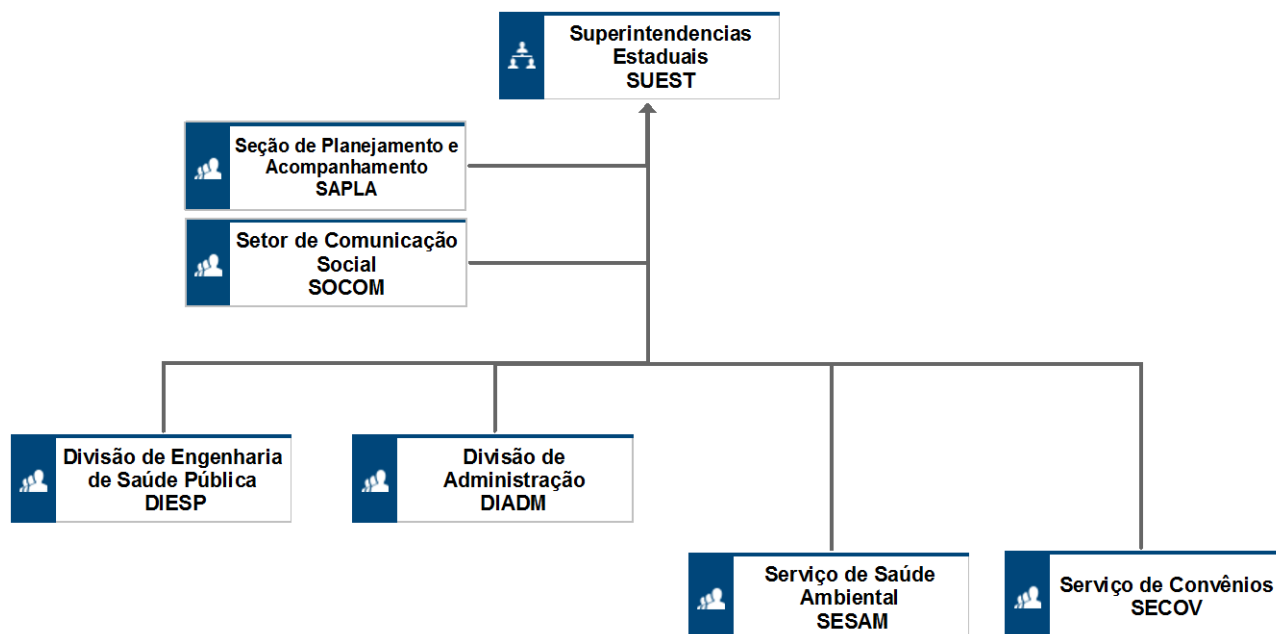 Superintendencias
Estaduais
SUEST
Seção de Planejamento e
Acompanhamento
SAPLA
Setor de Comunicação
Social
SOCOM
Divisão de Engenharia
de Saúde Pública
DIESP
Divisão de
Administração
DIADM
Serviço de Saúde
Ambiental
SESAM
Serviço de Convênios
SECOV